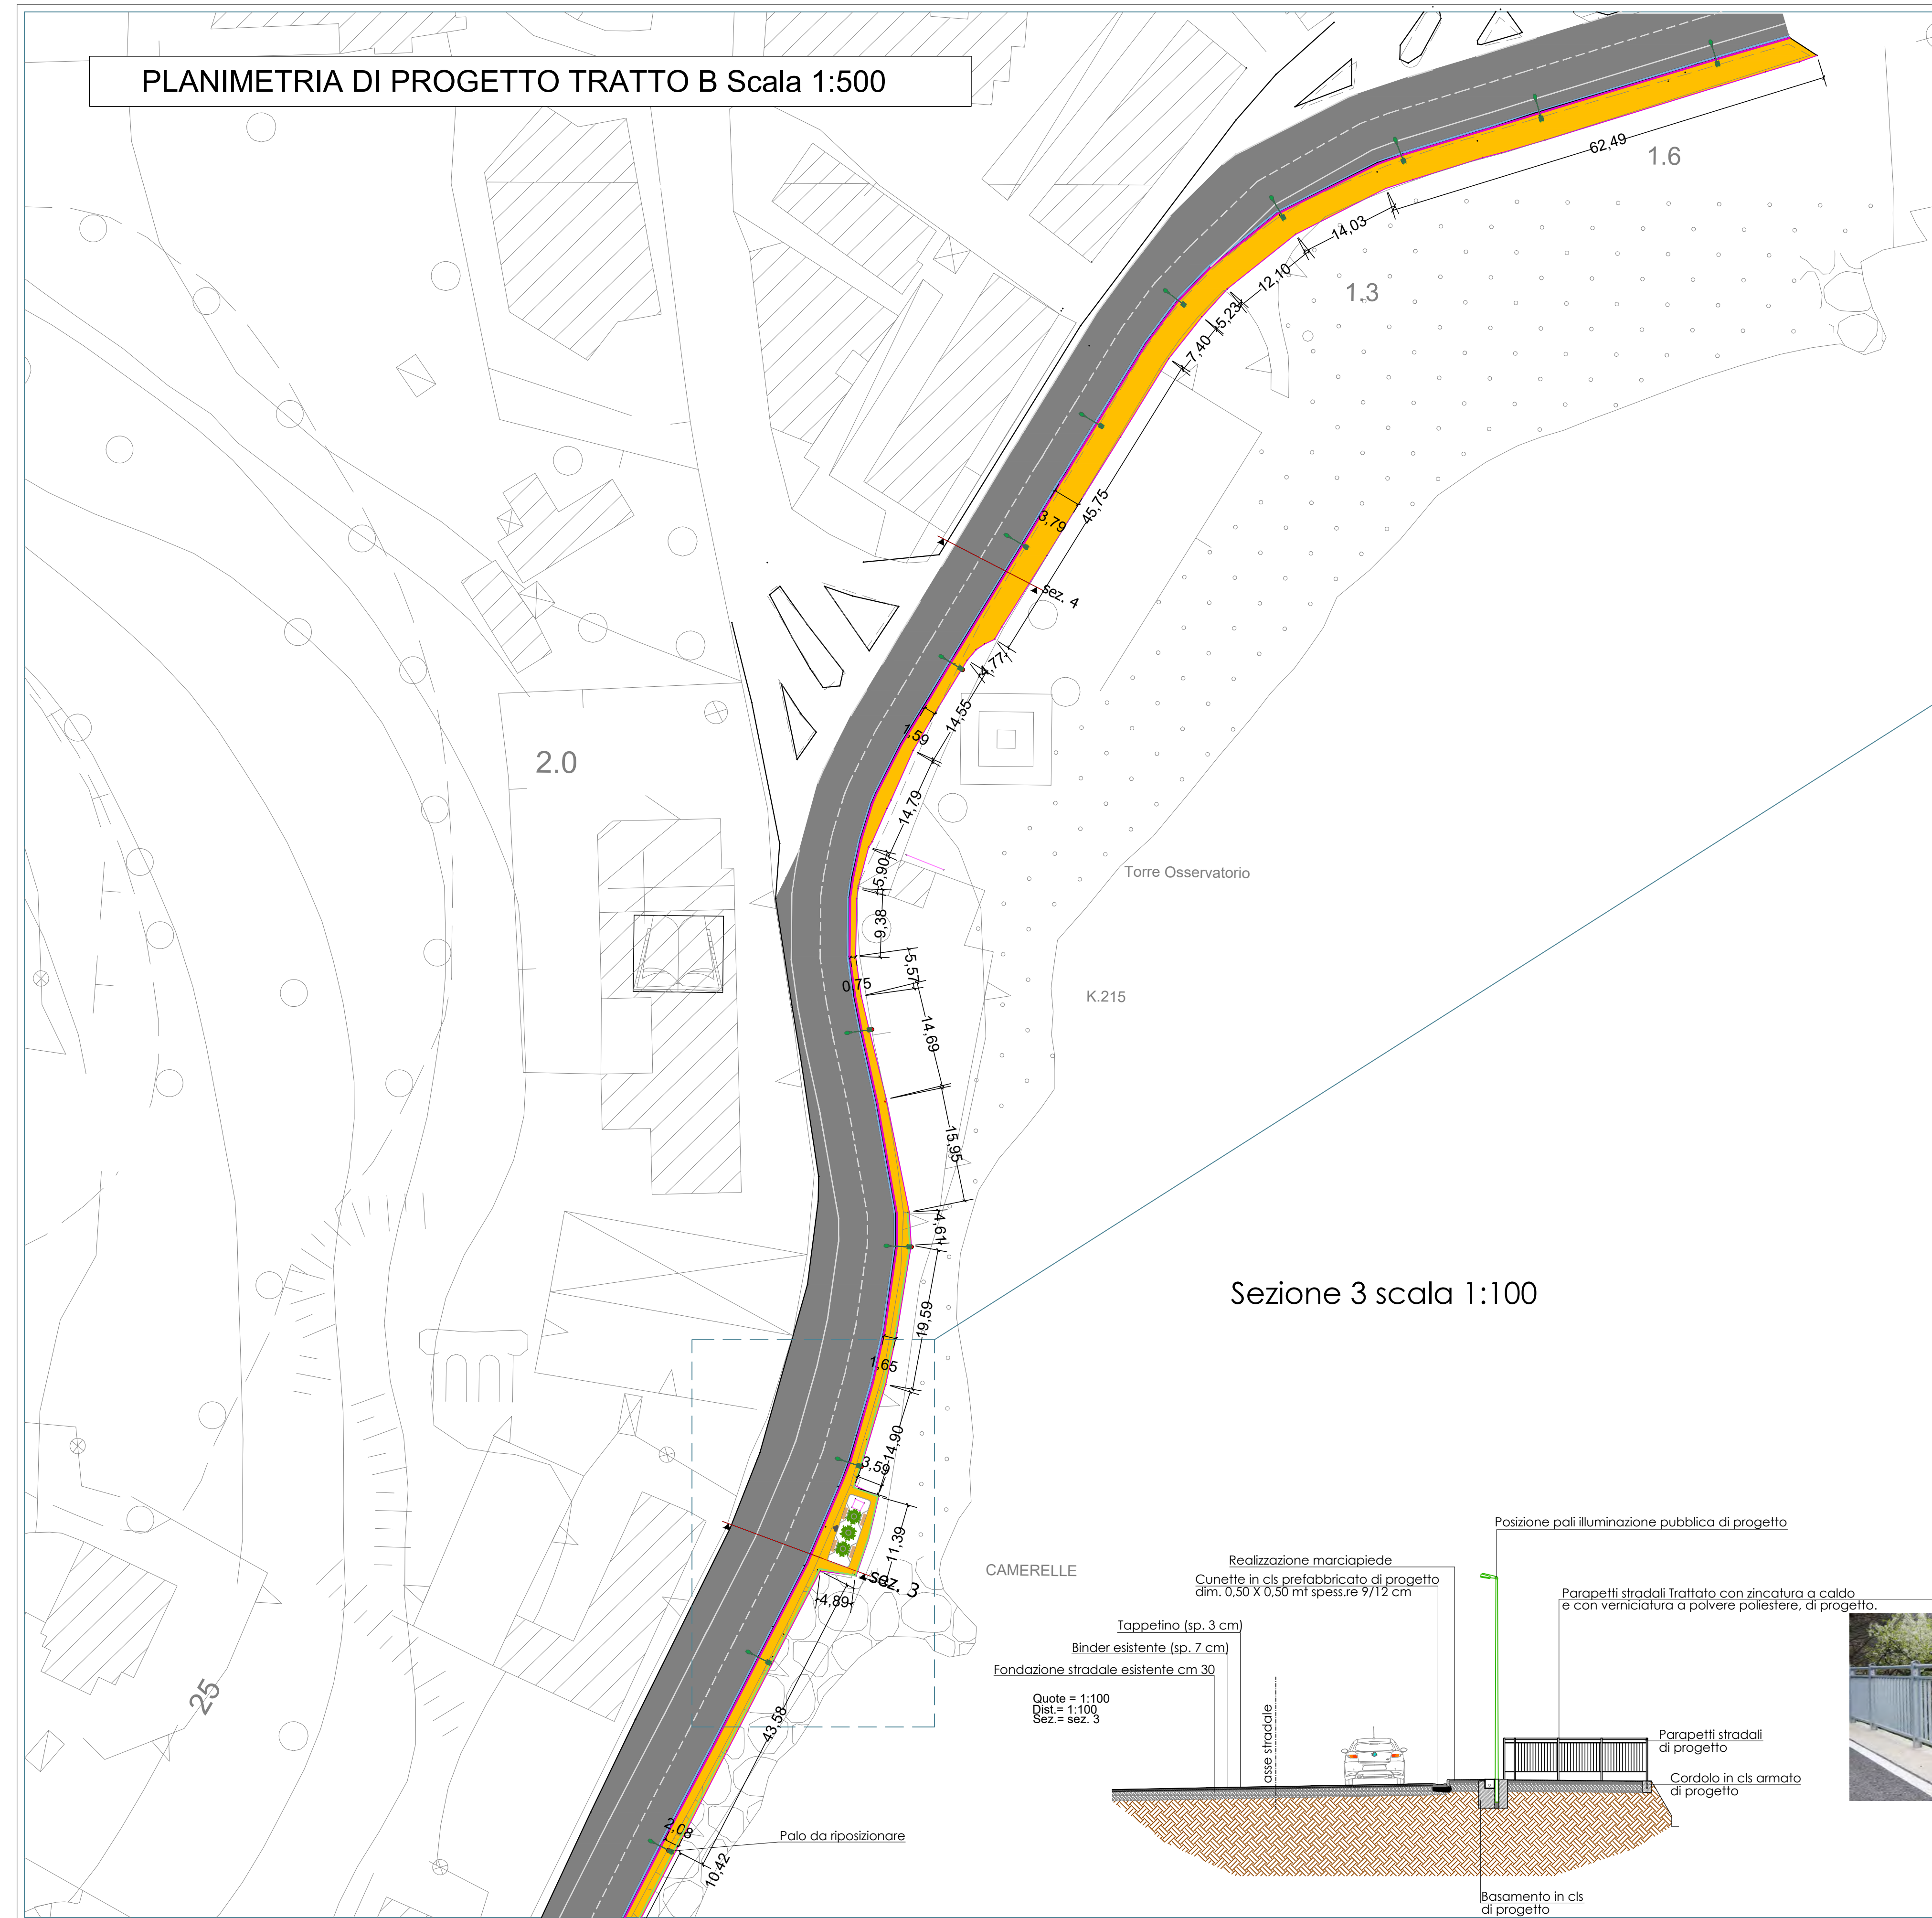 PLANIMETRIA DI PROGETTO TRATTO B Scala 1:500
62,49
1.6
14,03
12,10
1.3
5,23
7,40
45,75
3,79
sez. 4
4,77
14,55
1,59
2.0
14,79
5,90
Torre Osservatorio
9,38
5,57
0,75
K.215
14,69
15,95
4,61
Sezione 3 scala 1:100
19,59
1,65
14,90
3,59
11,39
CAMERELLE
sez. 3
4,89
25
43,58
2,08
Palo da riposizionare
10,42
Posizione pali illuminazione pubblica di progetto
Realizzazione marciapiede
Cunette in cls prefabbricato di progetto
dim. 0,50 X 0,50 mt spess.re 9/12 cm
Parapetti stradali Trattato con zincatura a caldo
e con verniciatura a polvere poliestere, di progetto.
Tappetino (sp. 3 cm)
Binder esistente (sp. 7 cm)
Fondazione stradale esistente cm 30
Quote = 1:100
Dist.= 1:100
Sez.= sez. 3
asse stradale
Parapetti stradali
di progetto
Cordolo in cls armato
di progetto
Basamento in cls
di progetto